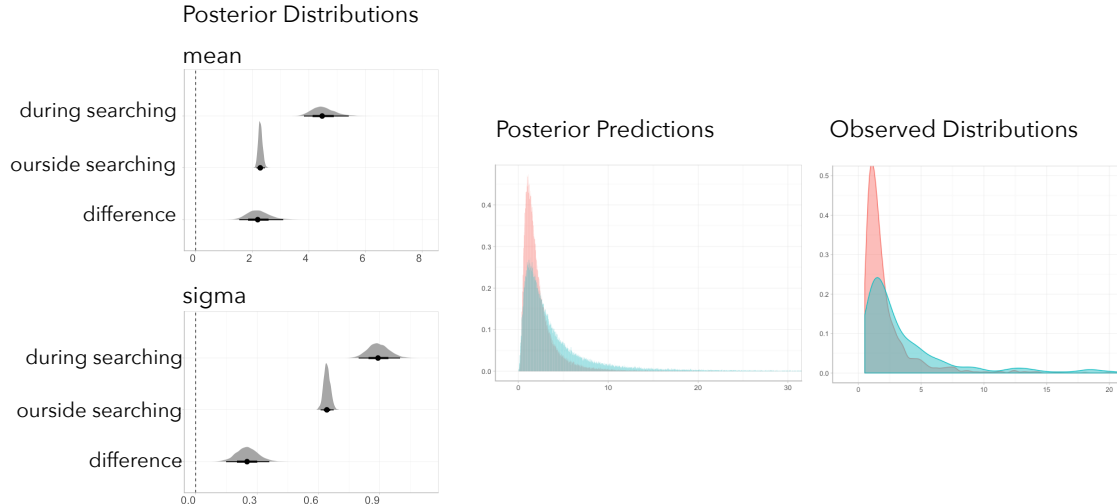 Posterior Distributions
mean
during searching
ourside searching
difference
0 2 4 6 8
sigma
during searching
ourside searching
difference
0.0 0.3 0.6 0.9
Posterior Predictions
0.4
0.3
0.2
0.1
0.0
0 10 20 30
Observed Distributions
0.5
0.4
0.3
0.2
0.1
0.0
0 5 10 15 20